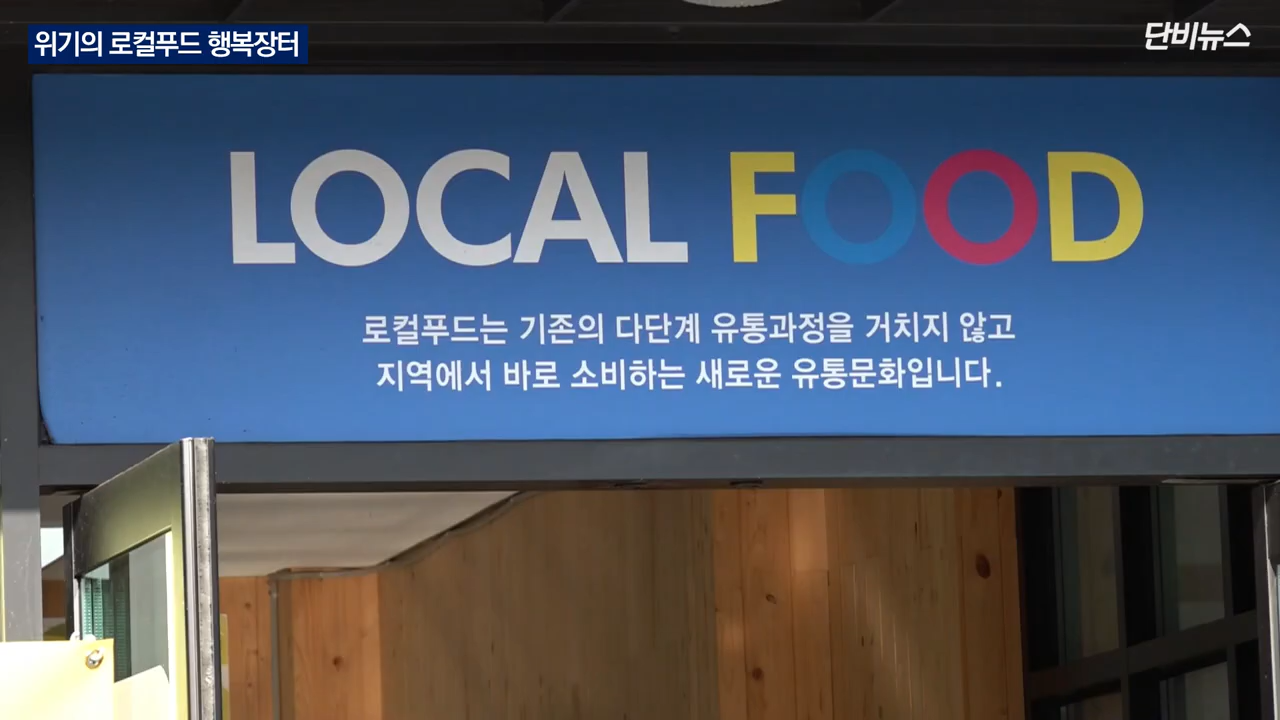 위기의 로컬푸드 행복장터
단비뉴스
LOCAL FOOD
로컬푸드는 기존의 다단계 유통과정을 거치지 않고
지역에서 바로 소비하는 새로운 유통문화입니다.